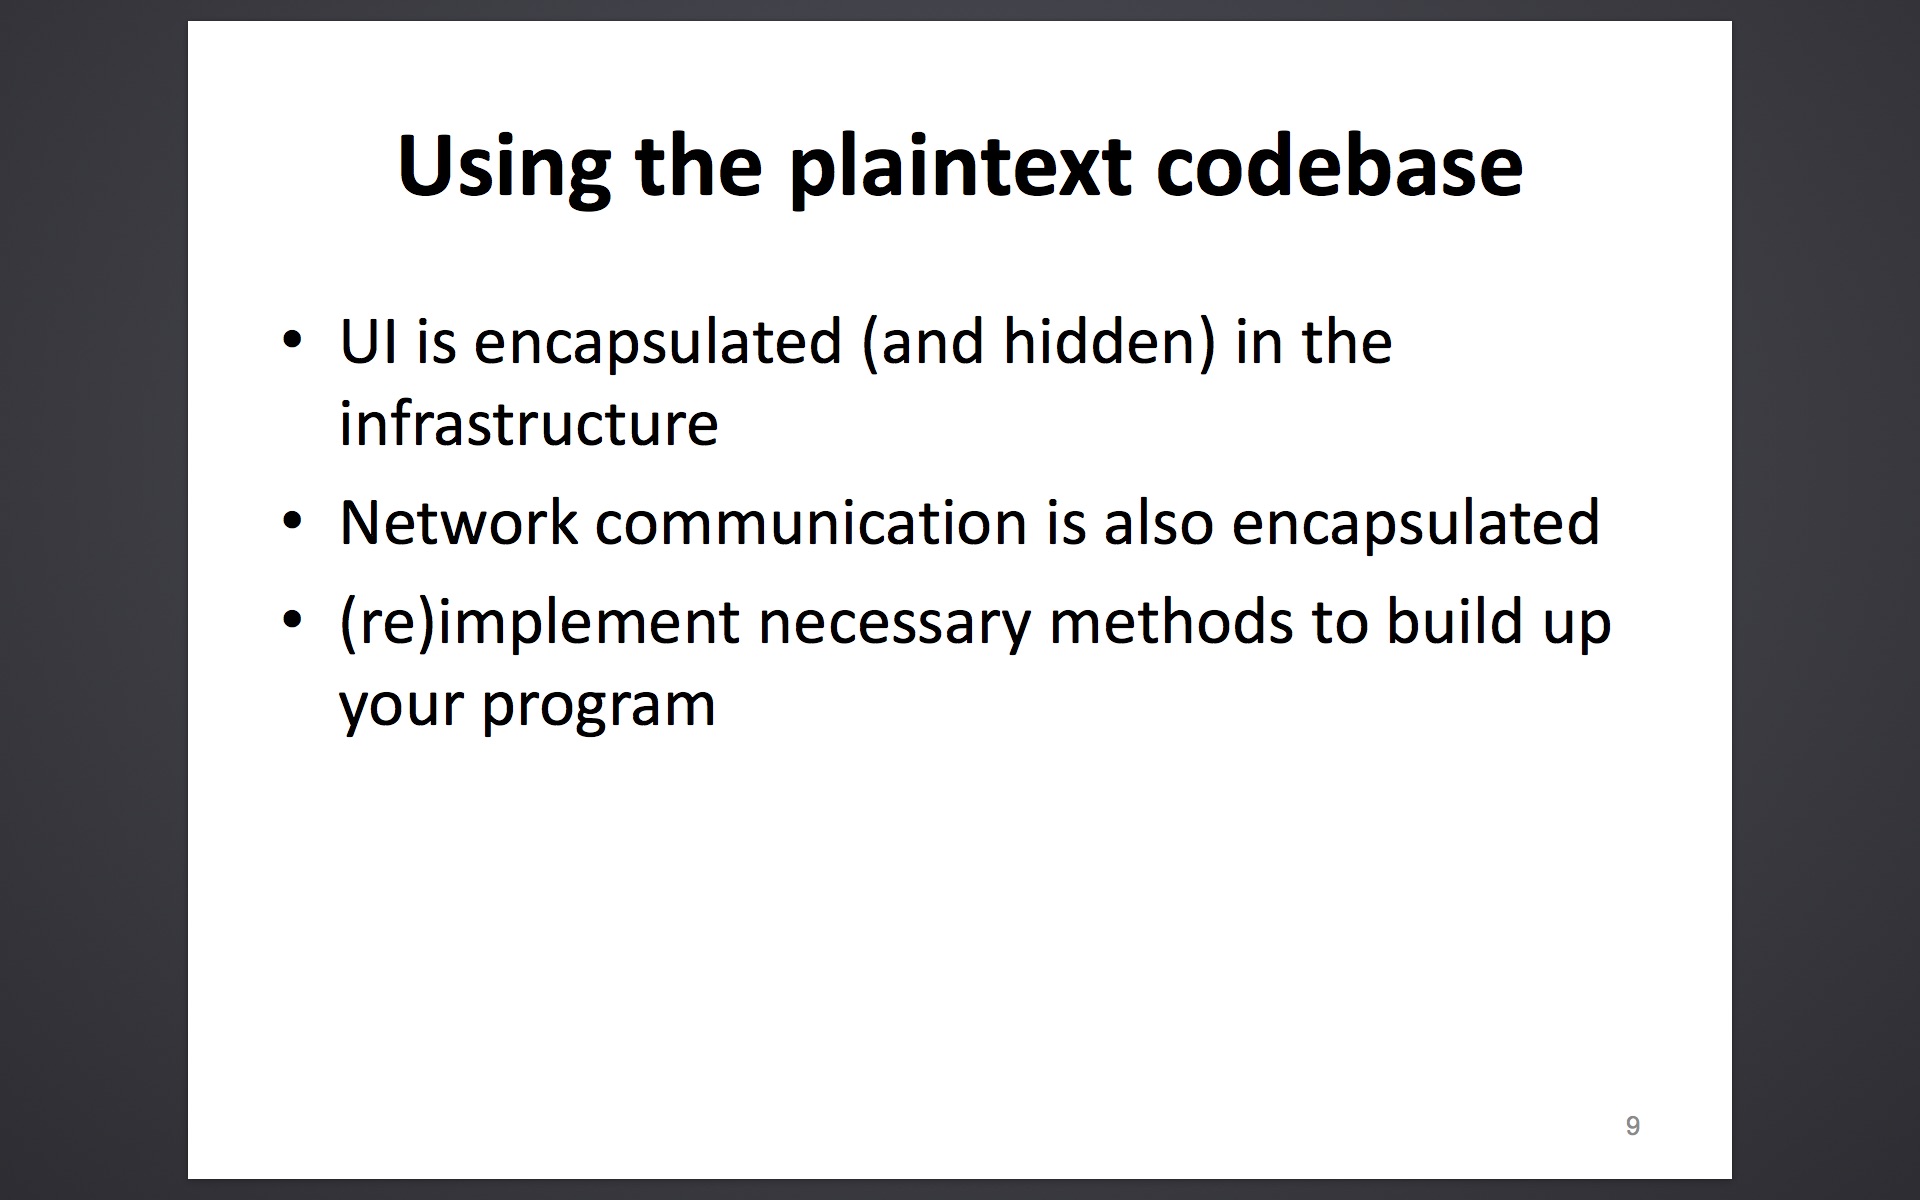 Using the plaintext codebase
• UI is encapsulated (and hidden) in the
infrastructure
• Network communication is also encapsulated
• (re)implement necessary methods to build up
your program
9